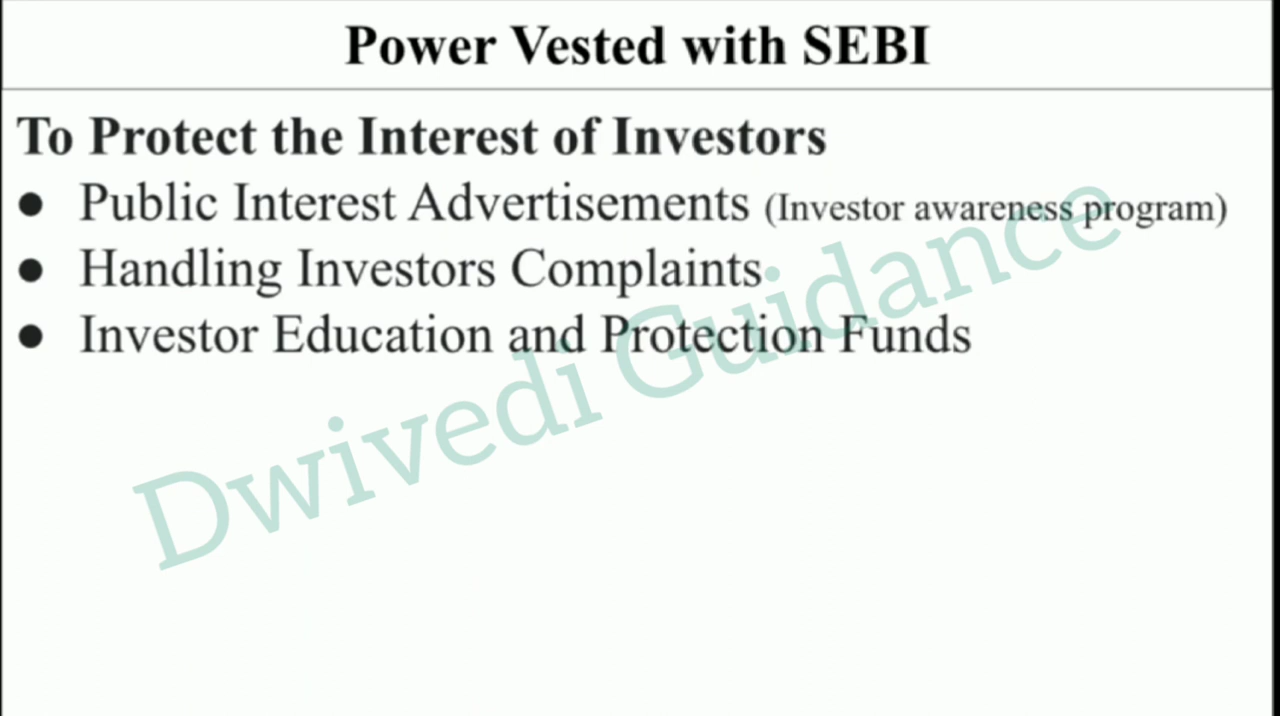 Power Vested with SEBI
To Protect the Interest of Investors
● Public Interest Advertisements (Investor awareness program)
● Handling Investors Complaints
● Investor Education and Protection Funds
Dwivedi Guidance